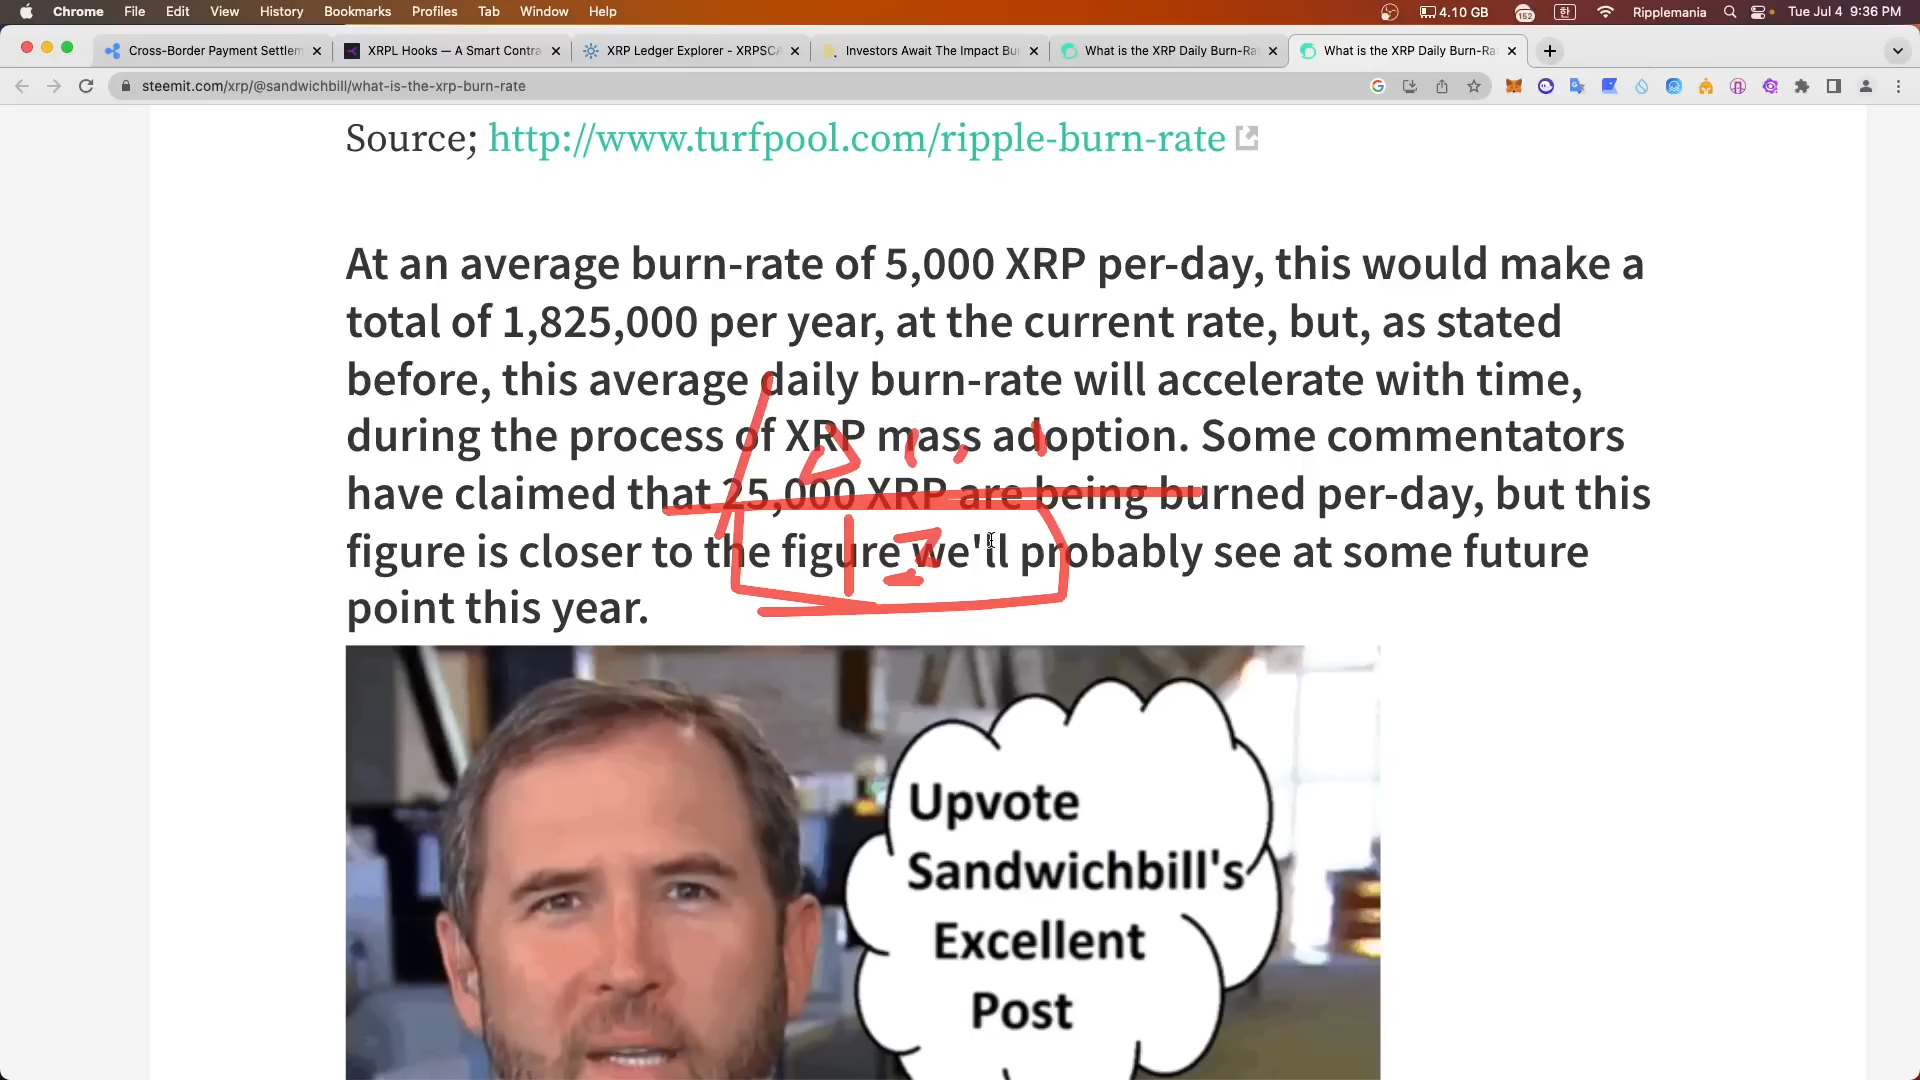 Chrome File Edit View History Bookmarks Profiles Tab Window Help 4.10 GB 152 한 Ripplemania Tue Jul 4 9:36 PM
Cross-Border Payment Settlem XRPL Hooks — A Smart Contra XRP Ledger Explorer - XRPSCA Investors Await The Impact Bu What is the XRP Daily Burn-Ra What is the XRP Daily Burn-Ra
steemit.com/xrp/@sandwichbill/what-is-the-xrp-burn-rate
Source; http://www.turfpool.com/ripple-burn-rate
At an average burn-rate of 5,000 XRP per-day, this would make a
total of 1,825,000 per year, at the current rate, but, as stated
before, this average daily burn-rate will accelerate with time,
during the process of XRP mass adoption. Some commentators
have claimed that 25,000 XRP are being burned per-day, but this
figure is closer to the figure we'll probably see at some future
point this year.
Upvote
Sandwichbill's
Excellent
Post